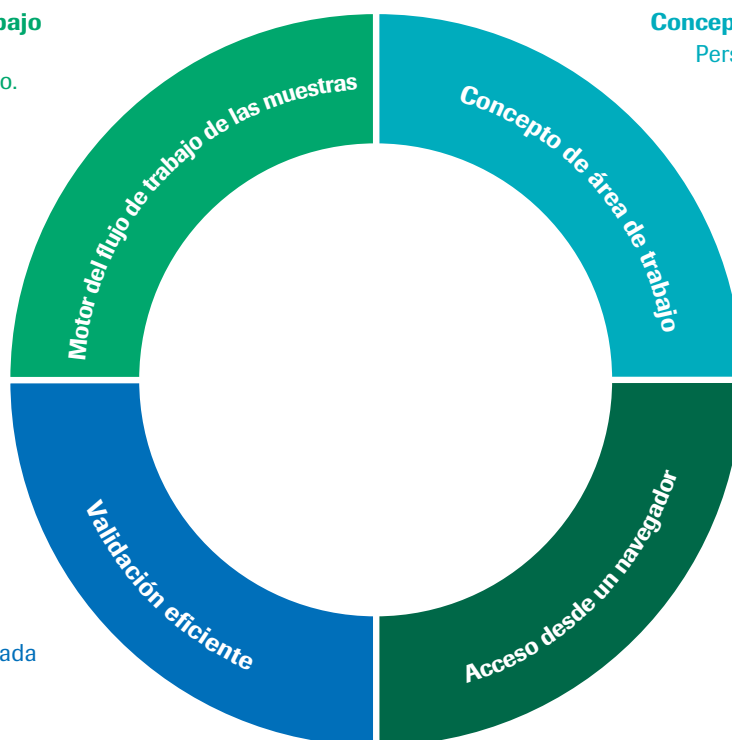 bajo
o.
Concep
Pers
Motor del flujo de trabajo de las muestras
Concepto de área de trabajo
Validación eficiente
Acceso desde un navegador
ada